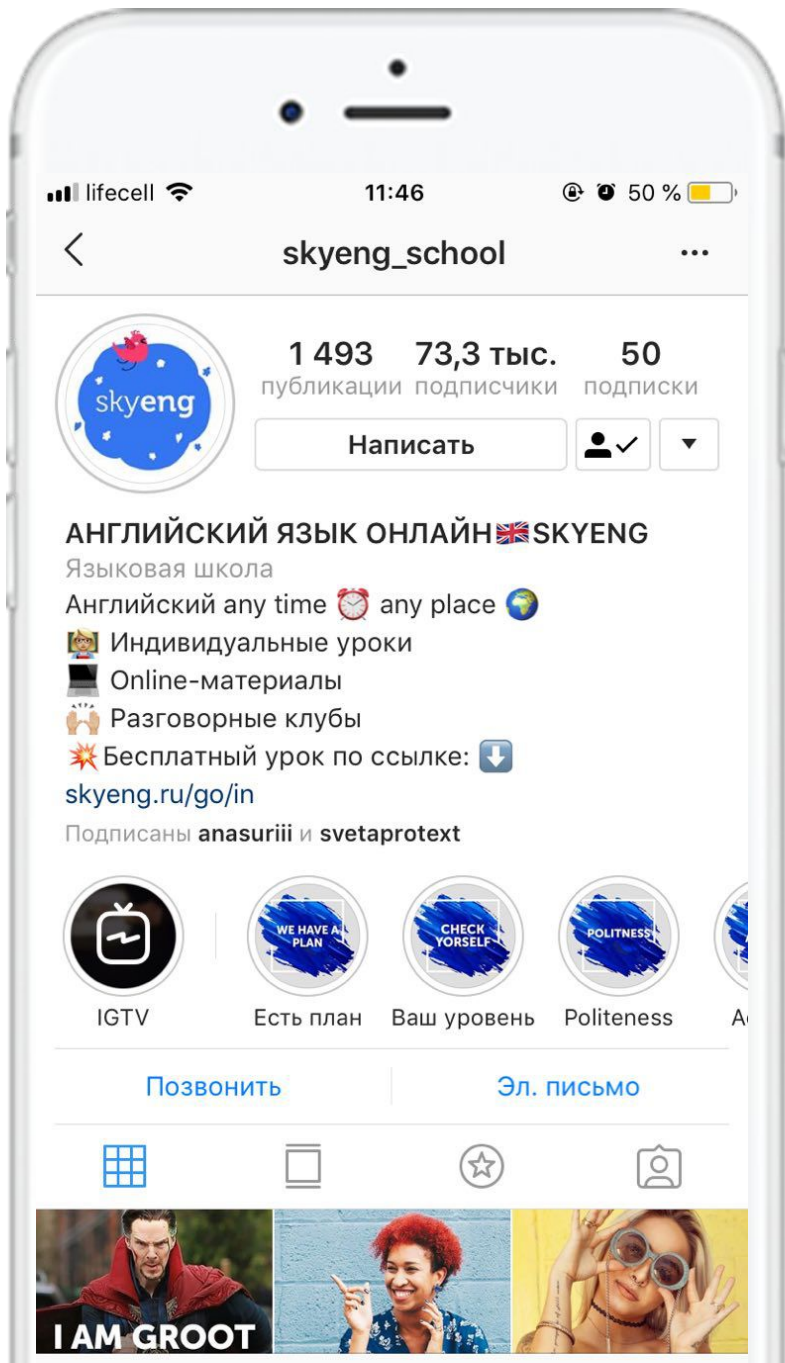 lifecell 11:46 50 %
skyeng_school
skyeng
1 493 73,3 тыс. 50
публикации подписчики подписки
Написать
АНГЛИЙСКИЙ ЯЗЫК ОНЛАЙН🇬🇧SKYENG
Языковая школа
Английский any time ⏰ any place 🌍
👩🏼‍🏫 Индивидуальные уроки
💻 Online-материалы
🙌🏼 Разговорные клубы
💥Бесплатный урок по ссылке: ⬇️
skyeng.ru/go/in
Подписаны anasuriii и svetaprotext
WE HAVE A
PLAN
CHECK
YORSELF
POLITNESS
IGTV Есть план Ваш уровень Politeness
Позвонить Эл. письмо
I AM GROOT